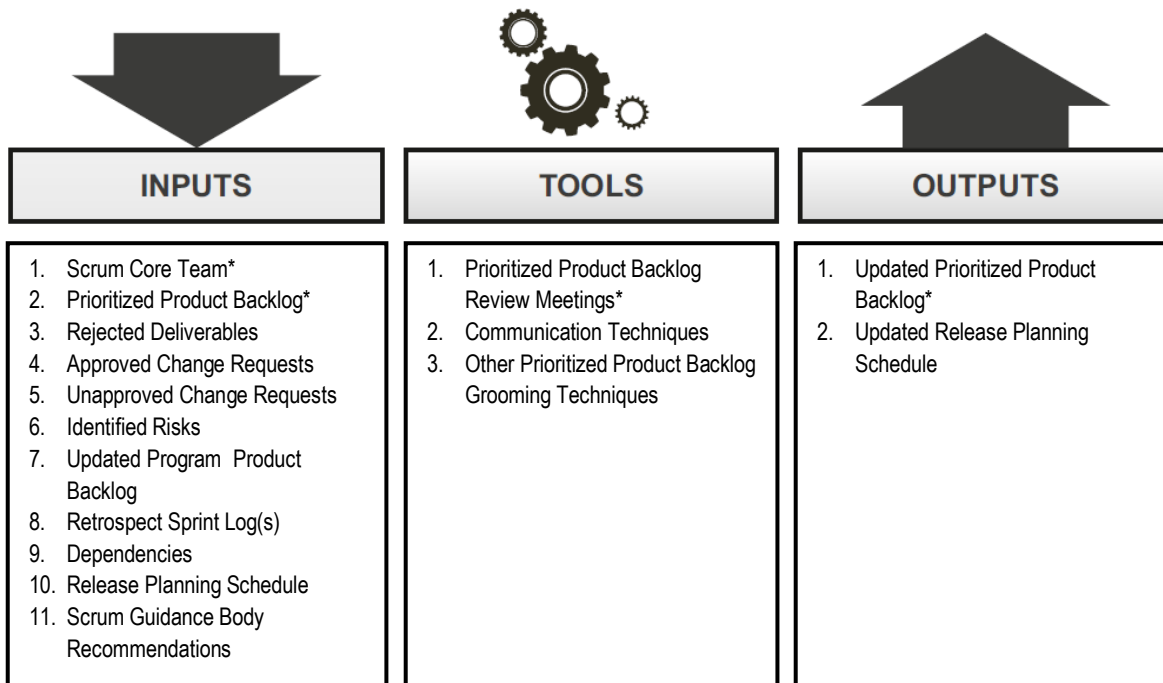 INPUTS
1. Scrum Core Team*
2. Prioritized Product Backlog*
3. Rejected Deliverables
4. Approved Change Requests
5. Unapproved Change Requests
6. Identified Risks
7. Updated Program  Product
Backlog
8. Retrospect Sprint Log(s)
9. Dependencies
10. Release Planning Schedule
11. Scrum Guidance Body
Recommendations
TOOLS
1. Prioritized Product Backlog
Review Meetings*
2. Communication Techniques
3. Other Prioritized Product Backlog
Grooming Techniques
OUTPUTS
1. Updated Prioritized Product
Backlog*
2. Updated Release Planning
Schedule